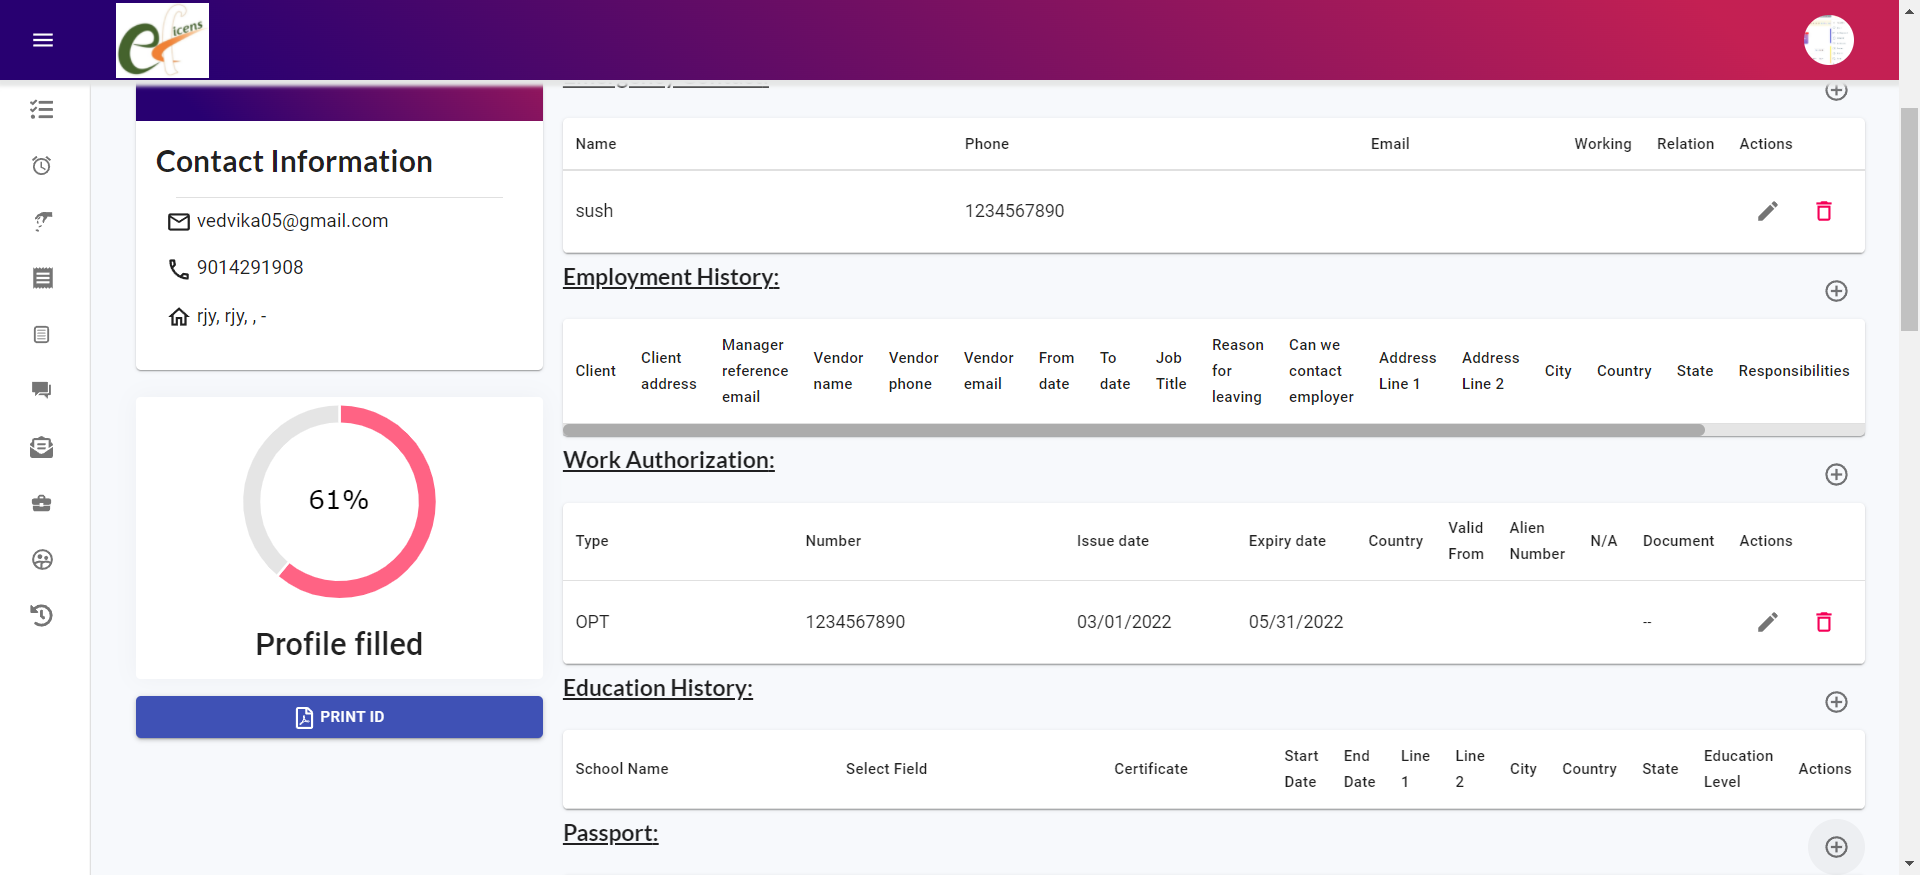 icens
ef
Contact Information
vedvika05@gmail.com
9014291908
rjy, rjy, , -
61%
Profile filled
PRINT ID
Name Phone Email Working Relation Actions
sush 1234567890
Employment History:
Client Client address Manager reference email Vendor name Vendor phone Vendor email From date To date Job Title Reason for leaving Can we contact employer Address Line 1 Address Line 2 City Country State Responsibilities
Work Authorization:
Type Number Issue date Expiry date Country Valid From Alien Number N/A Document Actions
OPT 1234567890 03/01/2022 05/31/2022 --
Education History:
School Name Select Field Certificate Start Date End Date Line 1 Line 2 City Country State Education Level Actions
Passport: